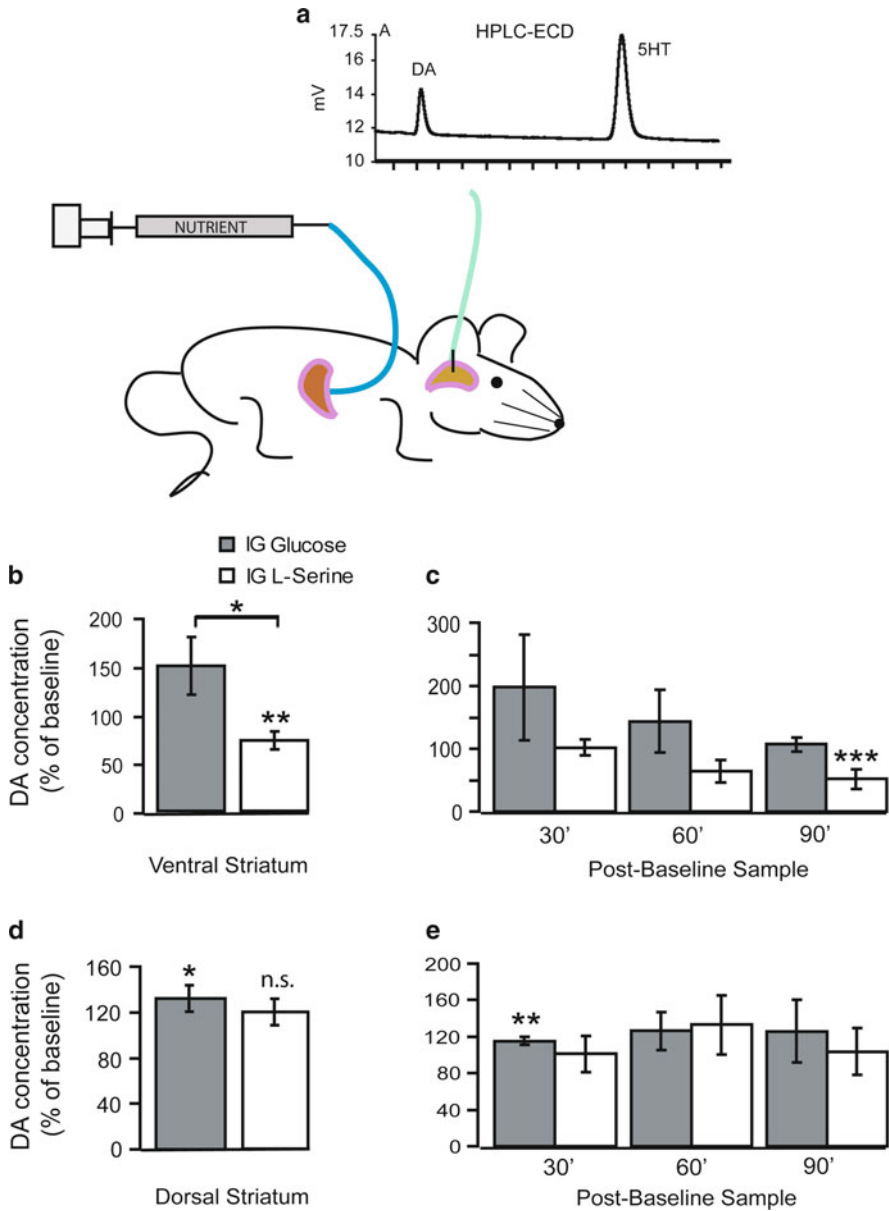 a
17.5 A HPLC-ECD
5HT
16
DA
14
mV
12
10
NUTRIENT
IG Glucose
IG L-Serine
b
DA concentration
(% of baseline)
200
150
100
50
0
*
**
Ventral Striatum
c
300
200
100
0
***
30' 60' 90'
Post-Baseline Sample
d
DA concentration
(% of baseline)
160
120
80
40
0
*
n.s.
Dorsal Striatum
e
200
160
120
80
40
0
**
30' 60' 90'
Post-Baseline Sample